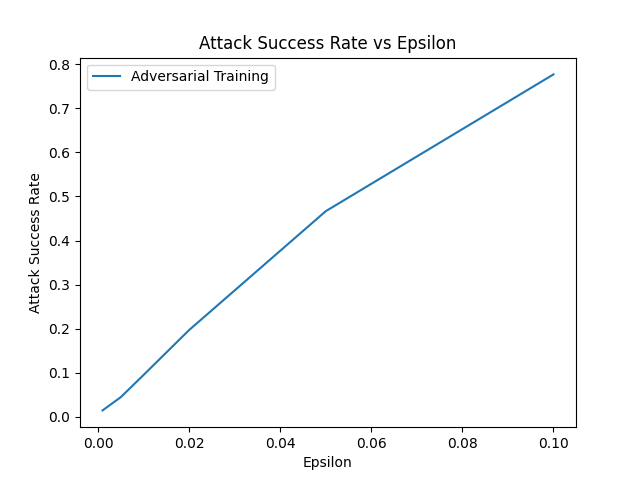 Attack Success Rate vs Epsilon
Adversarial Training
Attack Success Rate
0.8
0.7
0.6
0.5
0.4
0.3
0.2
0.1
0.0
0.00 0.02 0.04 0.06 0.08 0.10
Epsilon